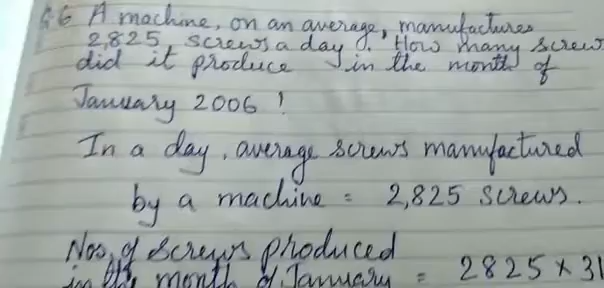 Q.6 A machine, on an average, manufactures
2,825 screws a day. How many screw
did it produce in the month of
January 2006 !
In a day, average screws manufactured
by a machine = 2,825 screws.
Nos. of screws produced
in the month of January = 2825 × 31